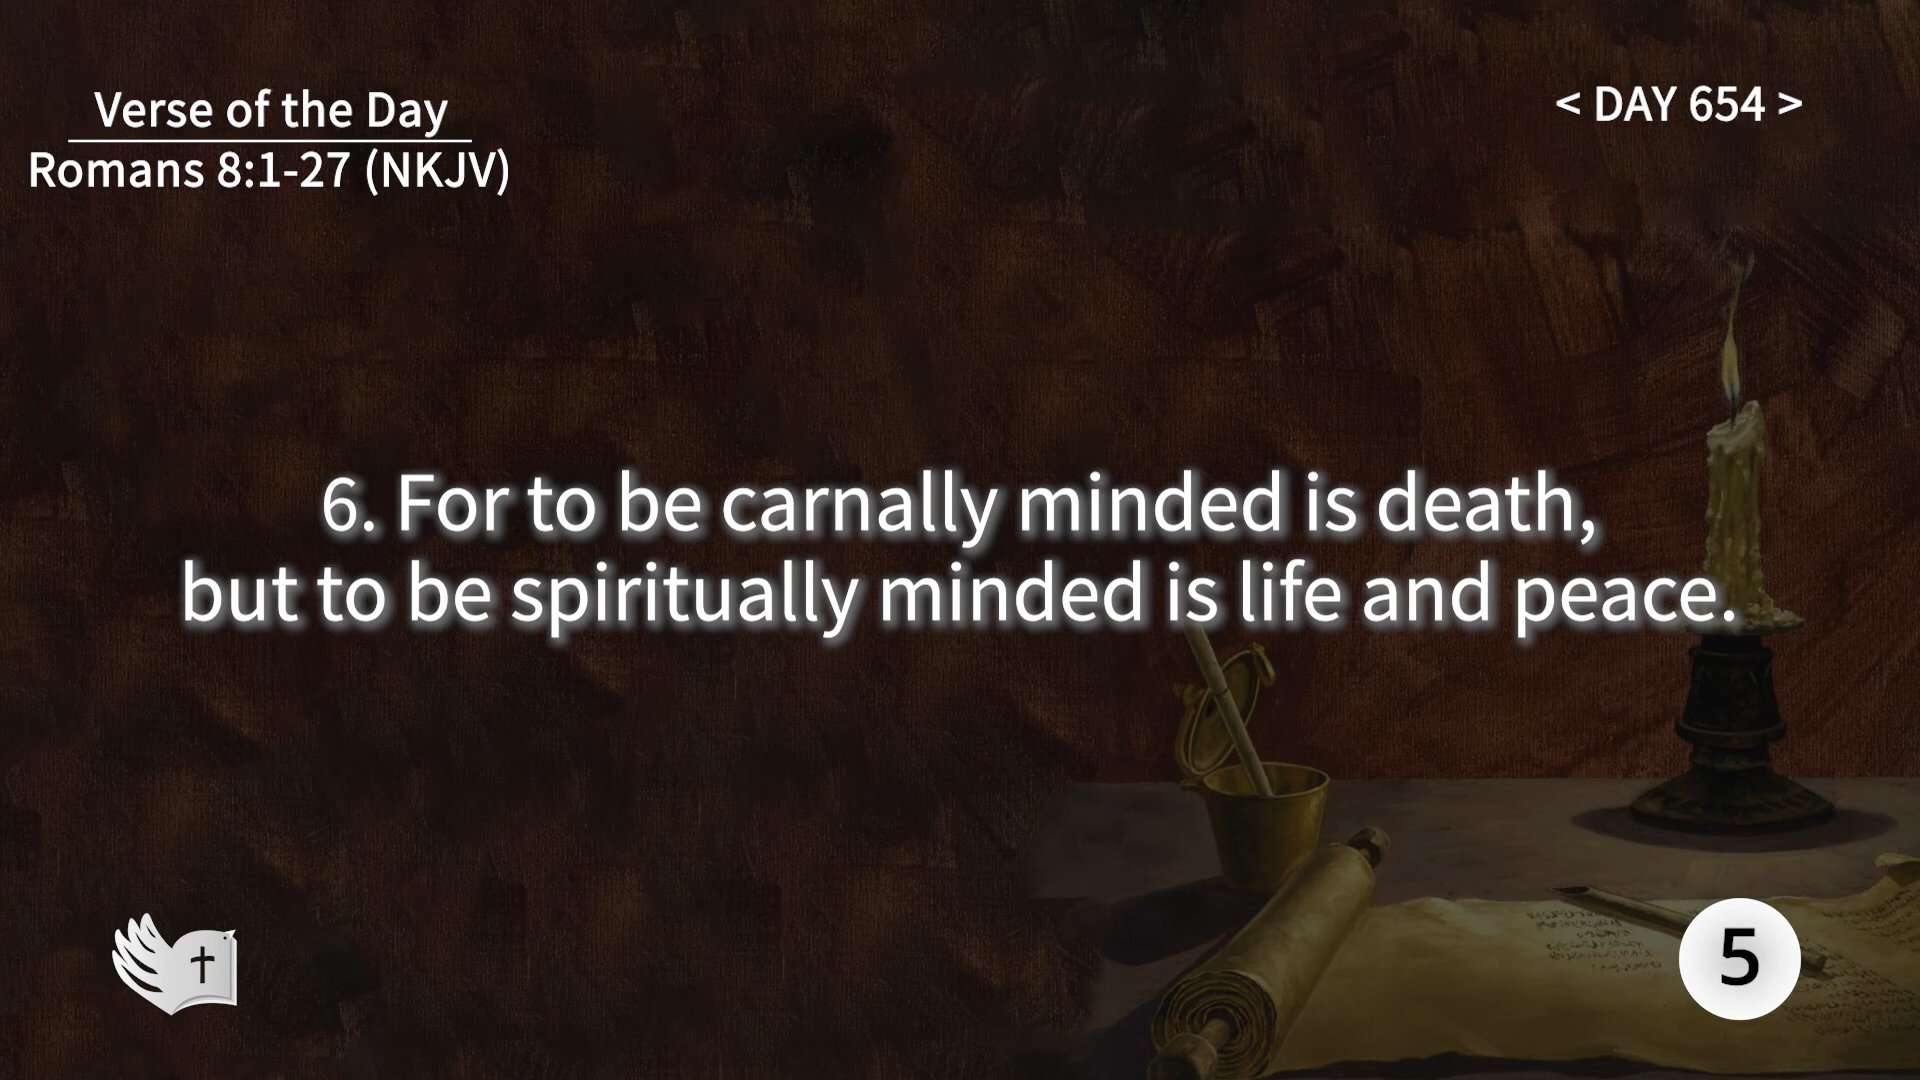 Verse of the Day
Romans 8:1-27 (NKJV)
< DAY 654 >
6. For to be carnally minded is death,
but to be spiritually minded is life and peace.
5